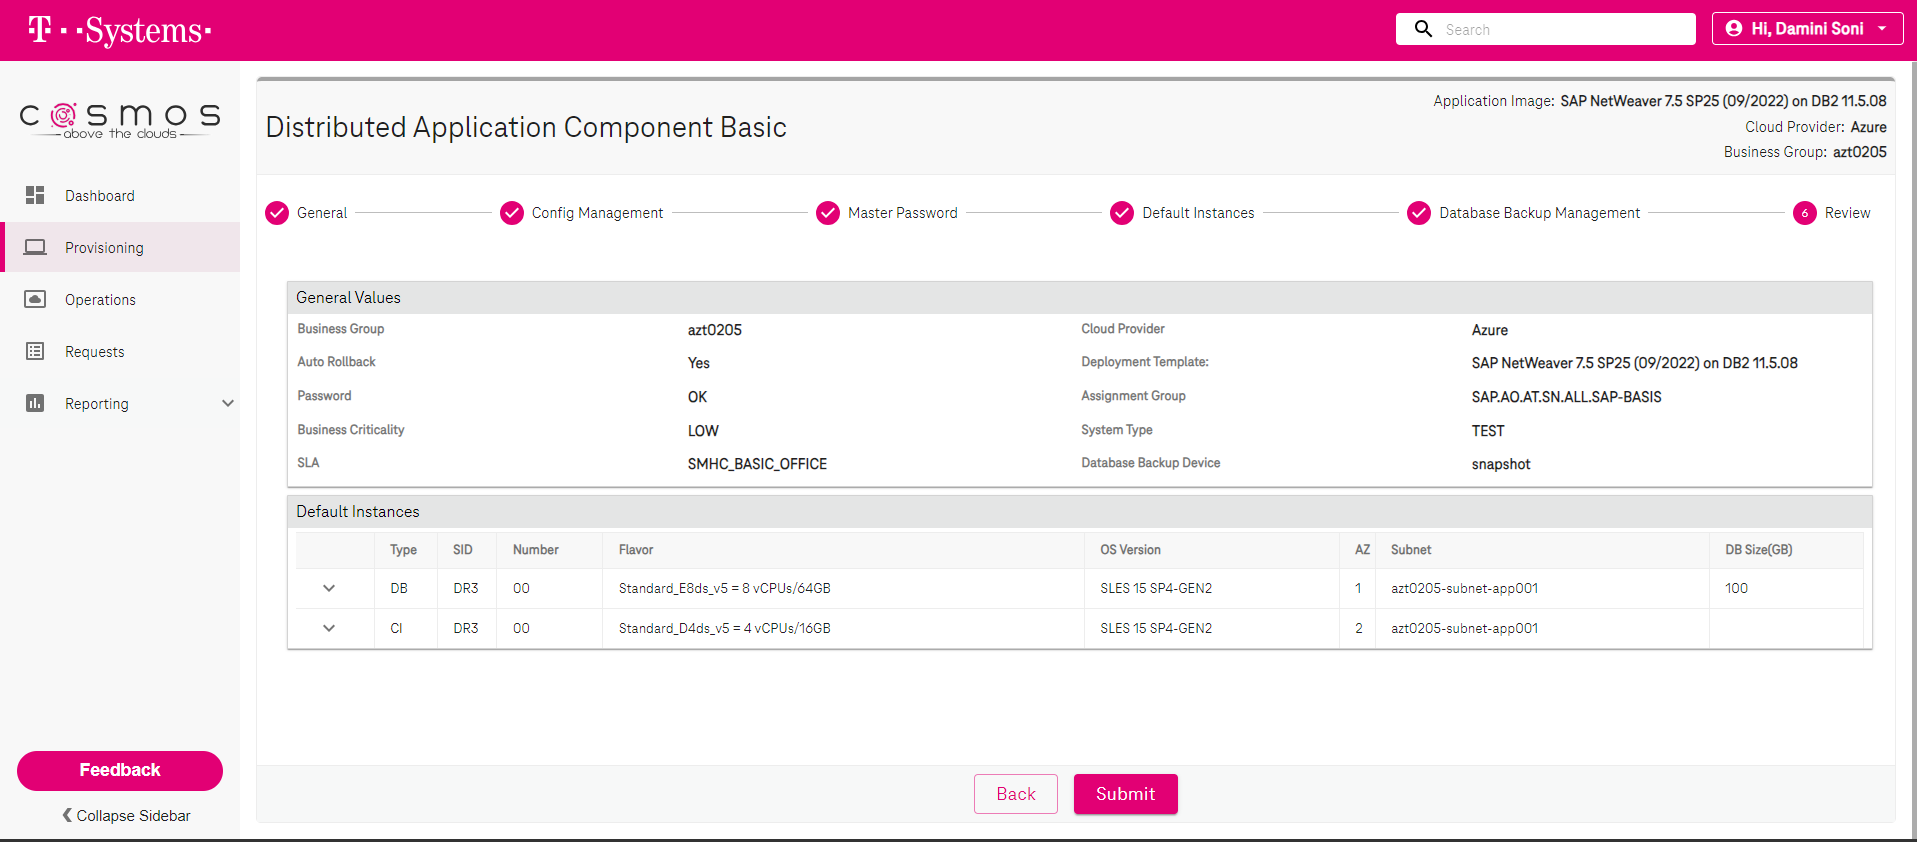 T··Systems·
Search
Hi, Damini Soni
cosmos
above the clouds
Dashboard
Provisioning
Operations
Requests
Reporting
Feedback
❮ Collapse Sidebar
Distributed Application Component Basic
Application Image: SAP NetWeaver 7.5 SP25 (09/2022) on DB2 11.5.08
Cloud Provider: Azure
Business Group: azt0205
General
Config Management
Master Password
Default Instances
Database Backup Management
6 Review
General Values
Business Group azt0205 Cloud Provider Azure
Auto Rollback Yes Deployment Template: SAP NetWeaver 7.5 SP25 (09/2022) on DB2 11.5.08
Password OK Assignment Group SAP.AO.AT.SN.ALL.SAP-BASIS
Business Criticality LOW System Type TEST
SLA SMHC_BASIC_OFFICE Database Backup Device snapshot
Default Instances
Type SID Number Flavor OS Version AZ Subnet DB Size(GB)
DB DR3 00 Standard_E8ds_v5 = 8 vCPUs/64GB SLES 15 SP4-GEN2 1 azt0205-subnet-app001 100
CI DR3 00 Standard_D4ds_v5 = 4 vCPUs/16GB SLES 15 SP4-GEN2 2 azt0205-subnet-app001
Back
Submit